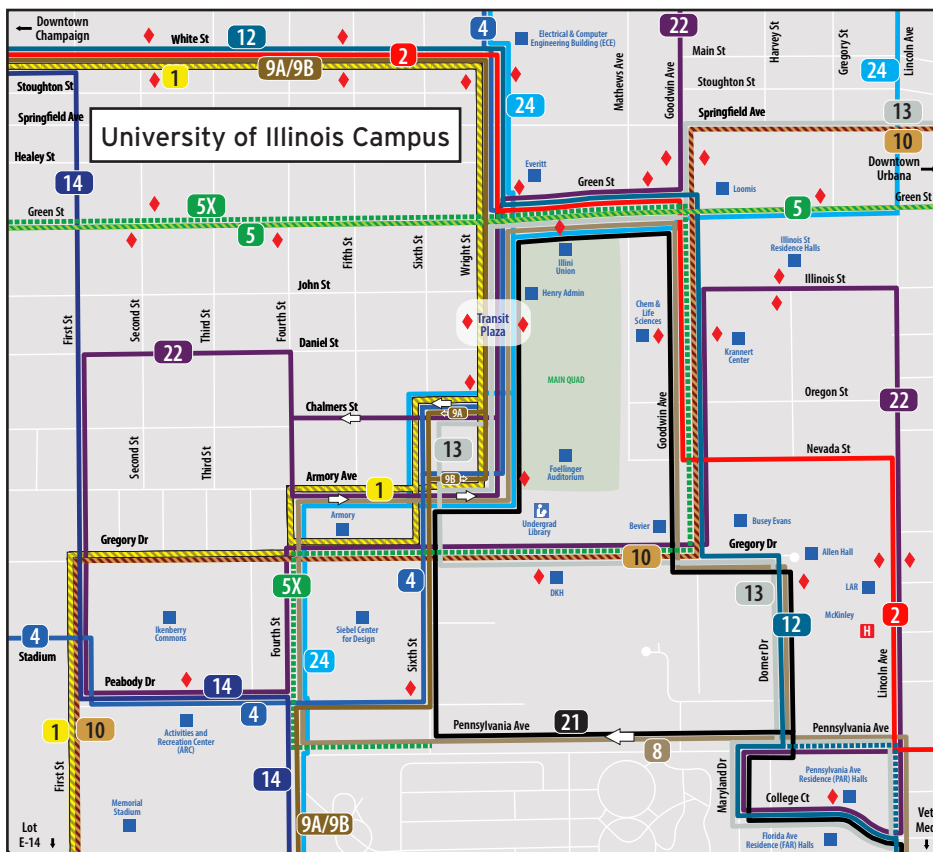 Downtown
Champaign
White St
12
4
Electrical & Computer
Engineering Building (ECE)
22
Main St
Harvey St
Gregory St
Lincoln Ave
24
9A/9B
2
1
Stoughton St
Springfield Ave
24
Mathews Ave
Goodwin Ave
Stoughton St
Springfield Ave
13
10
University of Illinois Campus
Healey St
14
Everitt
Green St
Loomis
Downtown
Urbana
Green St
Green St
5X
5
5
Fifth St
Sixth St
Wright St
Illini
Union
Illinois St
Residence Halls
John St
Illinois St
Henry Admin
First St
Second St
Third St
Fourth St
Transit
Plaza
Chem &
Life
Sciences
Daniel St
22
Krannert
Center
MAIN QUAD
Goodwin Ave
Oregon St
22
Chalmers St
9A
13
Nevada St
Second St
Third St
Foellinger
Auditorium
Armory Ave
9B
1
Armory
Undergrad
Library
Bevier
Busey Evans
Gregory Dr
10
Gregory Dr
Allen Hall
5X
4
DKH
13
LAR
12
McKinley
H
2
Ikenberry
Commons
Fourth St
Siebel Center
for Design
4
Stadium
24
Sixth St
Dorner Dr
Lincoln Ave
Peabody Dr
14
4
1
10
Activities and
Recreation Center
(ARC)
Pennsylvania Ave
21
Pennsylvania Ave
8
First St
14
Maryland Dr
Pennsylvania Ave
Residence (PAR) Halls
Memorial
Stadium
College Ct
9A/9B
Lot
E-14
Florida Ave
Residence (FAR) Halls
Vet
Med